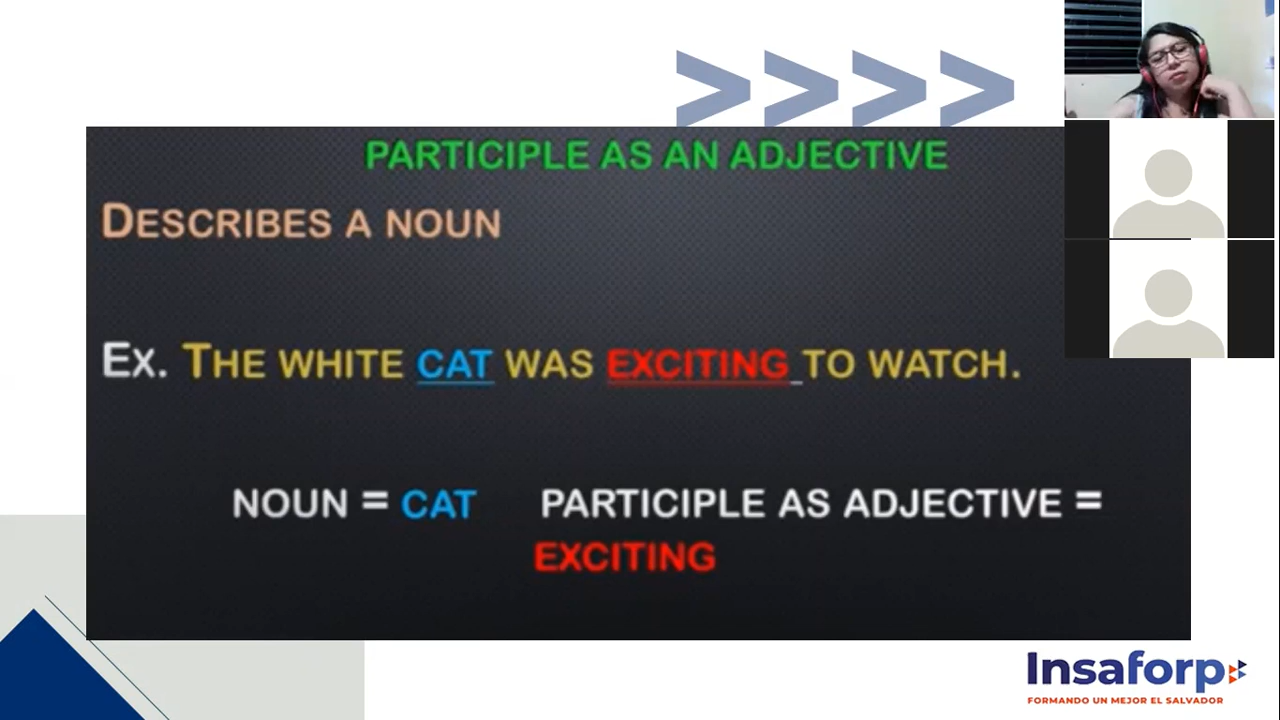 PARTICIPLE AS AN ADJECTIVE
DESCRIBES A NOUN
EX. THE WHITE CAT WAS EXCITING TO WATCH.
NOUN = CAT PARTICIPLE AS ADJECTIVE =
EXCITING
Insaforp
FORMANDO UN MEJOR EL SALVADOR